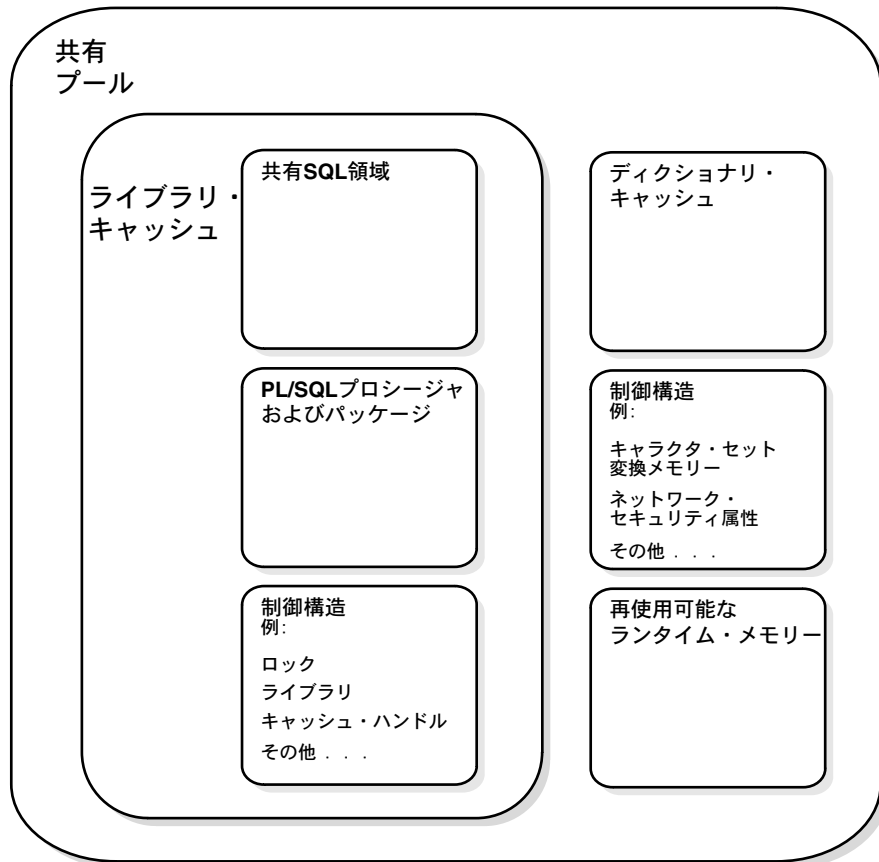 共有
プール
ライブラリ・
キャッシュ
共有SQL領域
PL/SQLプロシージャ
およびパッケージ
制御構造
例:
ロック
ライブラリ
キャッシュ・ハンドル
その他 . . .
ディクショナリ・
キャッシュ
制御構造
例:
キャラクタ・セット
変換メモリー
ネットワーク・
セキュリティ属性
その他 . . .
再使用可能な
ランタイム・メモリー